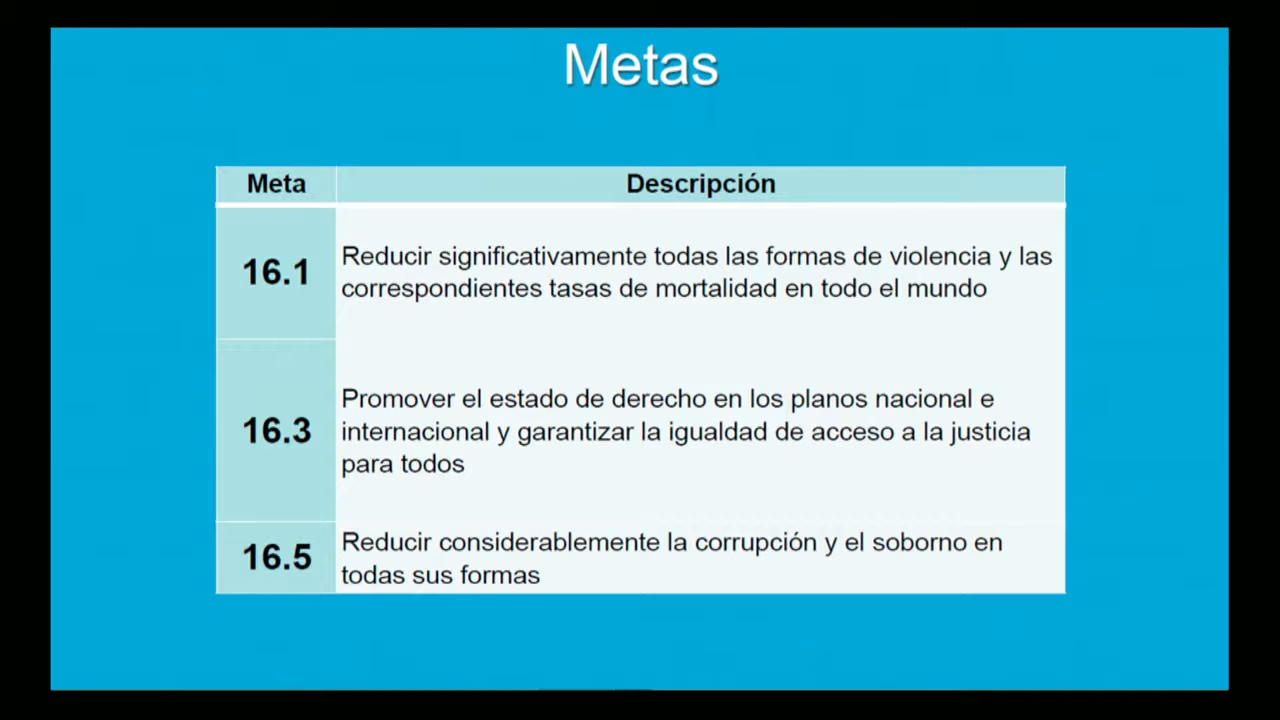 Metas
Meta Descripción
16.1
Reducir significativamente todas las formas de violencia y las
correspondientes tasas de mortalidad en todo el mundo
16.3
Promover el estado de derecho en los planos nacional e
internacional y garantizar la igualdad de acceso a la justicia
para todos
16.5
Reducir considerablemente la corrupción y el soborno en
todas sus formas